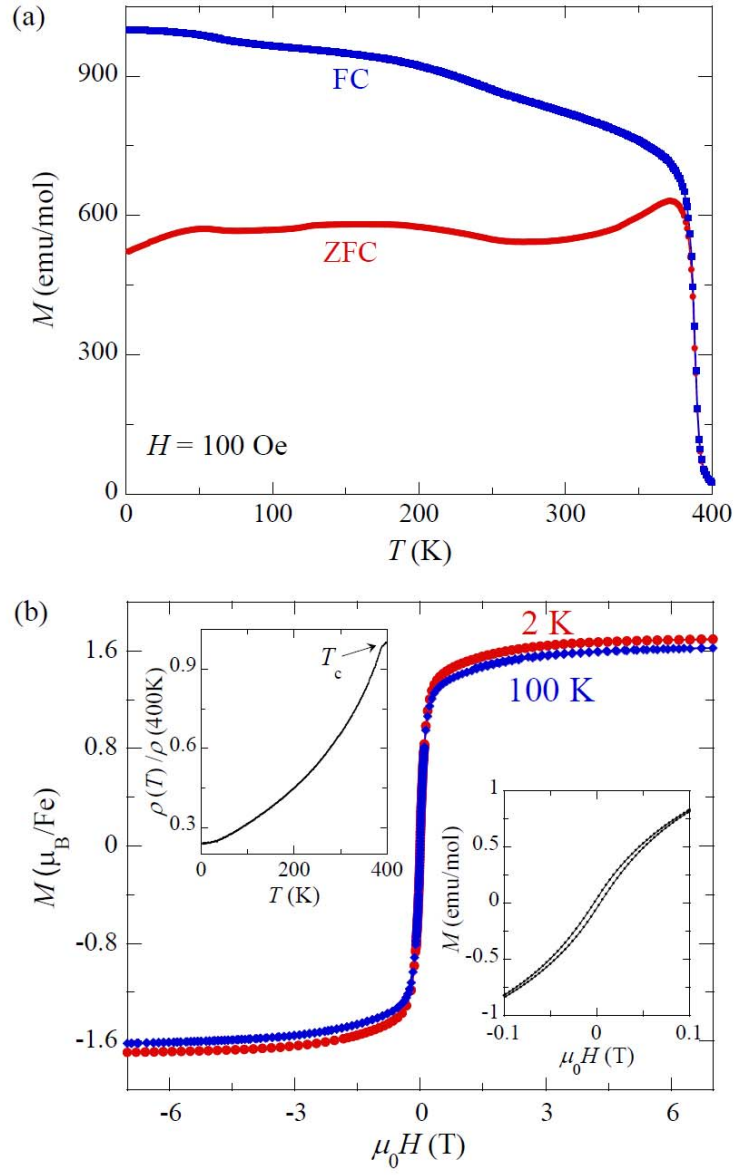 (a)
900
600
300
0
M (emu/mol)
FC
ZFC
H = 100 Oe
0 100 200 300 400
T (K)
(b)
1.6
0.8
0
-0.8
-1.6
M (μB/Fe)
2 K
100 K
0.9
0.6
0.3
ρ (T) /ρ (400K)
Tc
0 200 400
T (K)
1
0.5
0
-0.5
-1
M (emu/mol)
-0.1 0 0.1
μ0H (T)
-6 -3 0 3 6
μ0H (T)